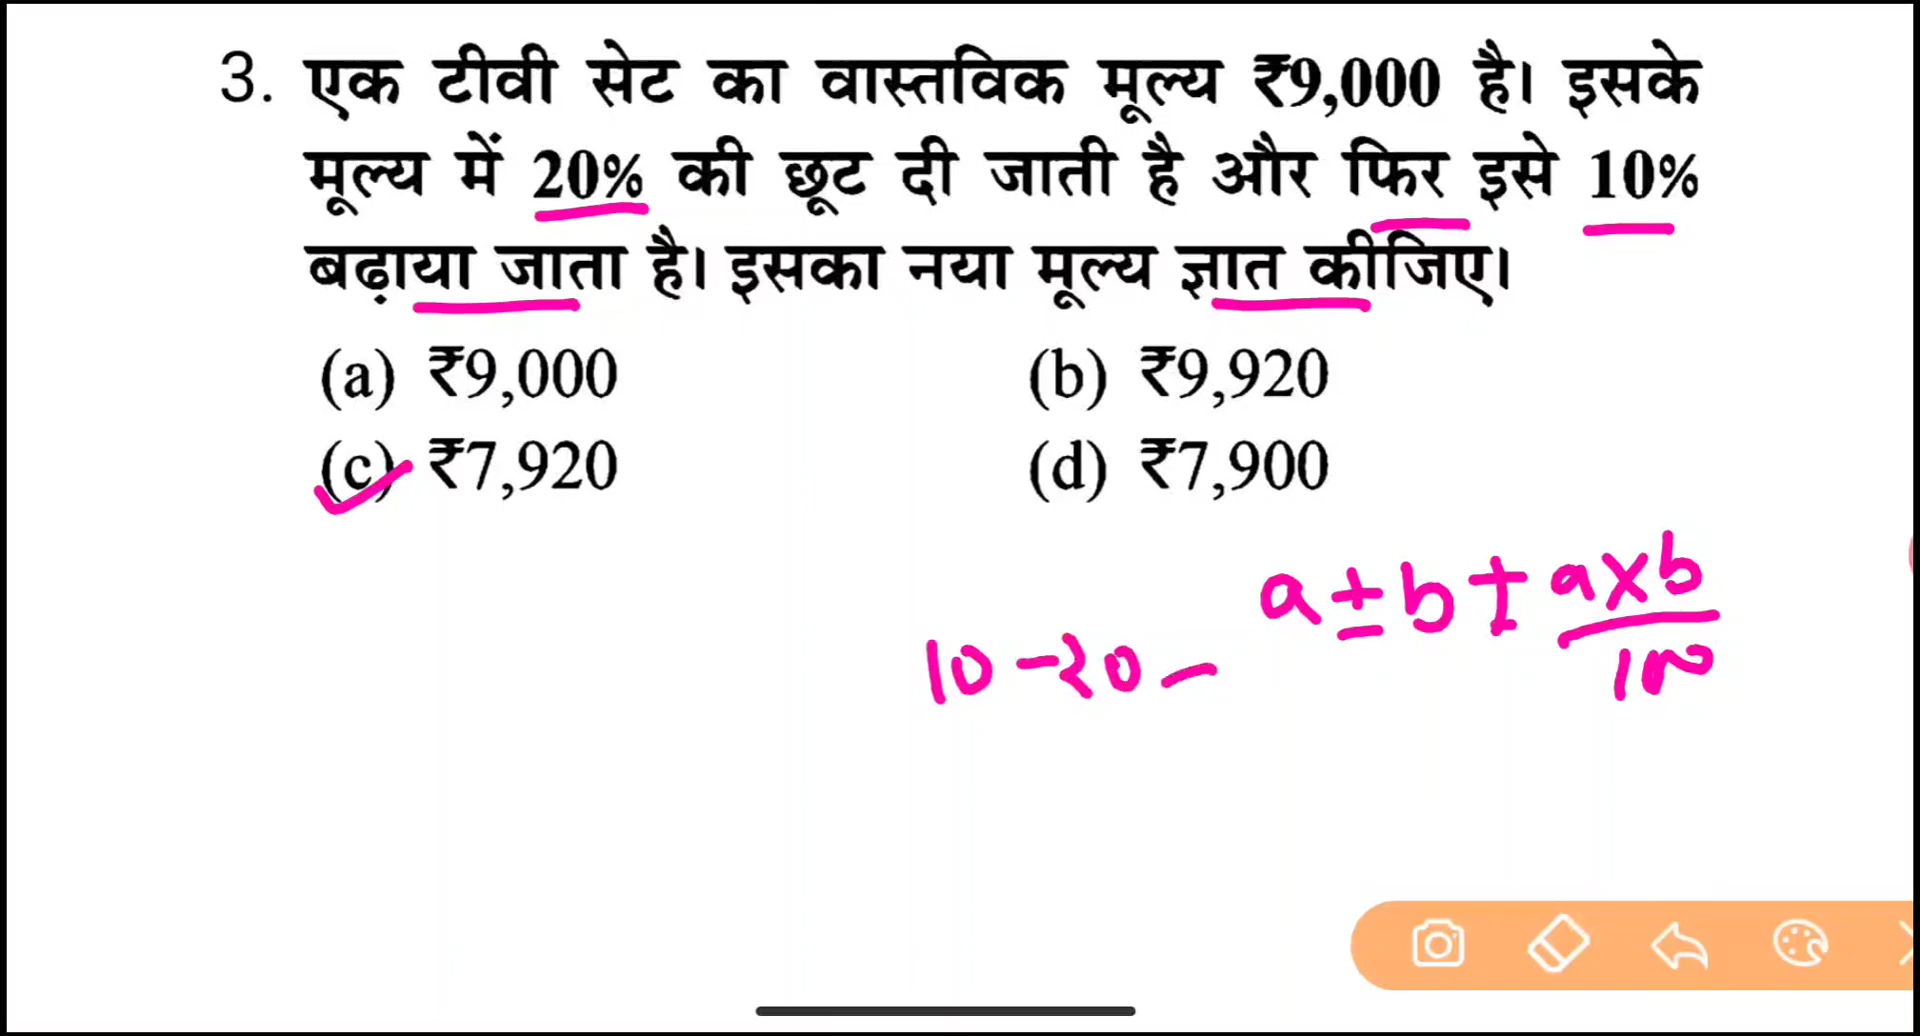 3. एक टीवी सेट का वास्तविक मूल्य ₹9,000 है। इसके
मूल्य में 20% की छूट दी जाती है और फिर इसे 10%
बढ़ाया जाता है। इसका नया मूल्य ज्ञात कीजिए।
(a) ₹9,000 (b) ₹9,920
(c) ₹7,920 (d) ₹7,900
a ± b ± a×b/100
10 - 20 -